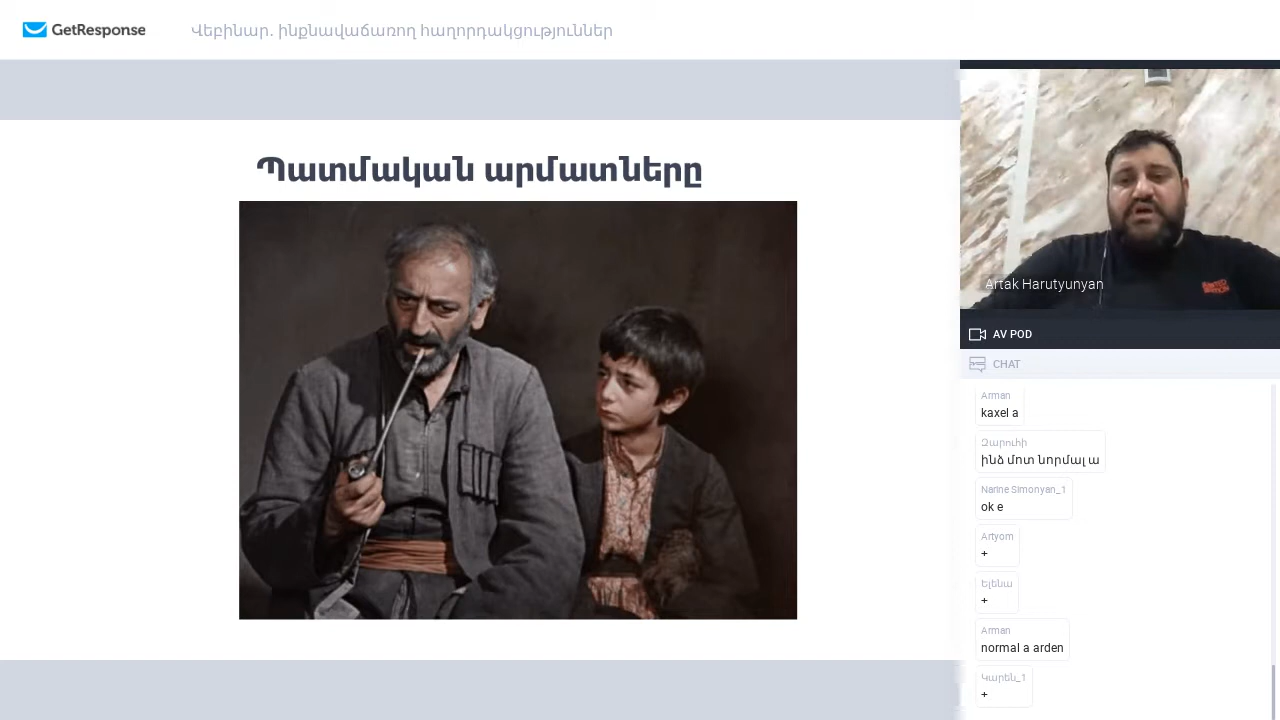 GetResponse
Վեբինար. ինքնավաճառող հաղորդակցություններ
Պատմական արմատները
Artak Harutyunyan
AV POD
CHAT
Arman
kaxel a
Զարուհի
ինձ մոտ նորմալ ա
Narine Simonyan_1
ok e
Artyom
+
Ելենա
+
Arman
normal a arden
Կարեն_1
+